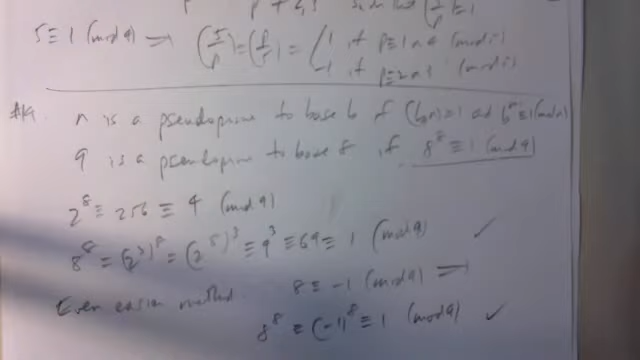 5 ≡ 1 (mod 4) ⟹ (5/p) = (p/5) = { 1 if p ≡ 1 or 4 (mod 5)
-1 if p ≡ 2 or 3 (mod 5)
n is a pseudoprime to base b if (b,n)=1 and
9 is a pseudoprime to base 8 if 8^8 ≡ 1 (mod 9)
2^8 ≡ 256 ≡ 4 (mod 9)
8^8 = (2^3)^8 = (2^8)^3 ≡ 4^3 ≡ 64 ≡ 1 (mod 9) ✓
Even easier method. 8 ≡ -1 (mod 9) ⟹
8^8 ≡ (-1)^8 ≡ 1 (mod 9) ✓